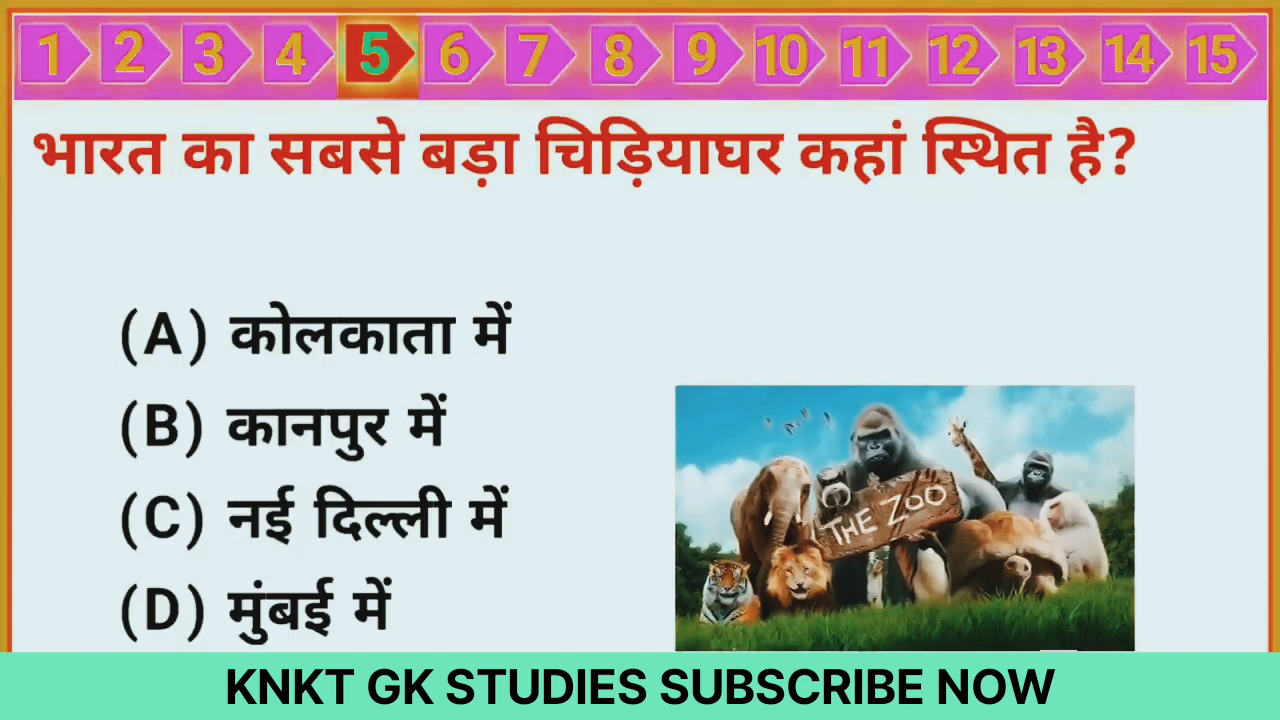 1 2 3 4 5 6 7 8 9 10 11 12 13 14 15
भारत का सबसे बड़ा चिड़ियाघर कहां स्थित है?
(A) कोलकाता में
(B) कानपुर में
(C) नई दिल्ली में
THE ZOO
(D) मुंबई में
KNKT GK STUDIES SUBSCRIBE NOW